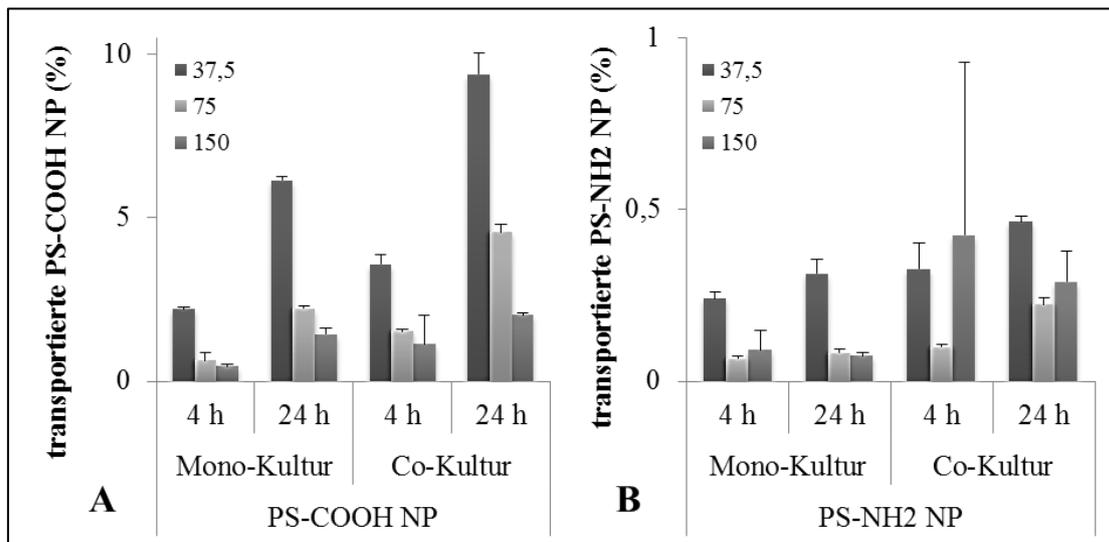 transportierte PS-COOH NP (%)
10
5
0
37,5
75
150
4 h 24 h 4 h 24 h
Mono-Kultur Co-Kultur
PS-COOH NP
A
transportierte PS-NH2 NP (%)
1
0,5
0
37,5
75
150
4 h 24 h 4 h 24 h
Mono-Kultur Co-Kultur
PS-NH2 NP
B